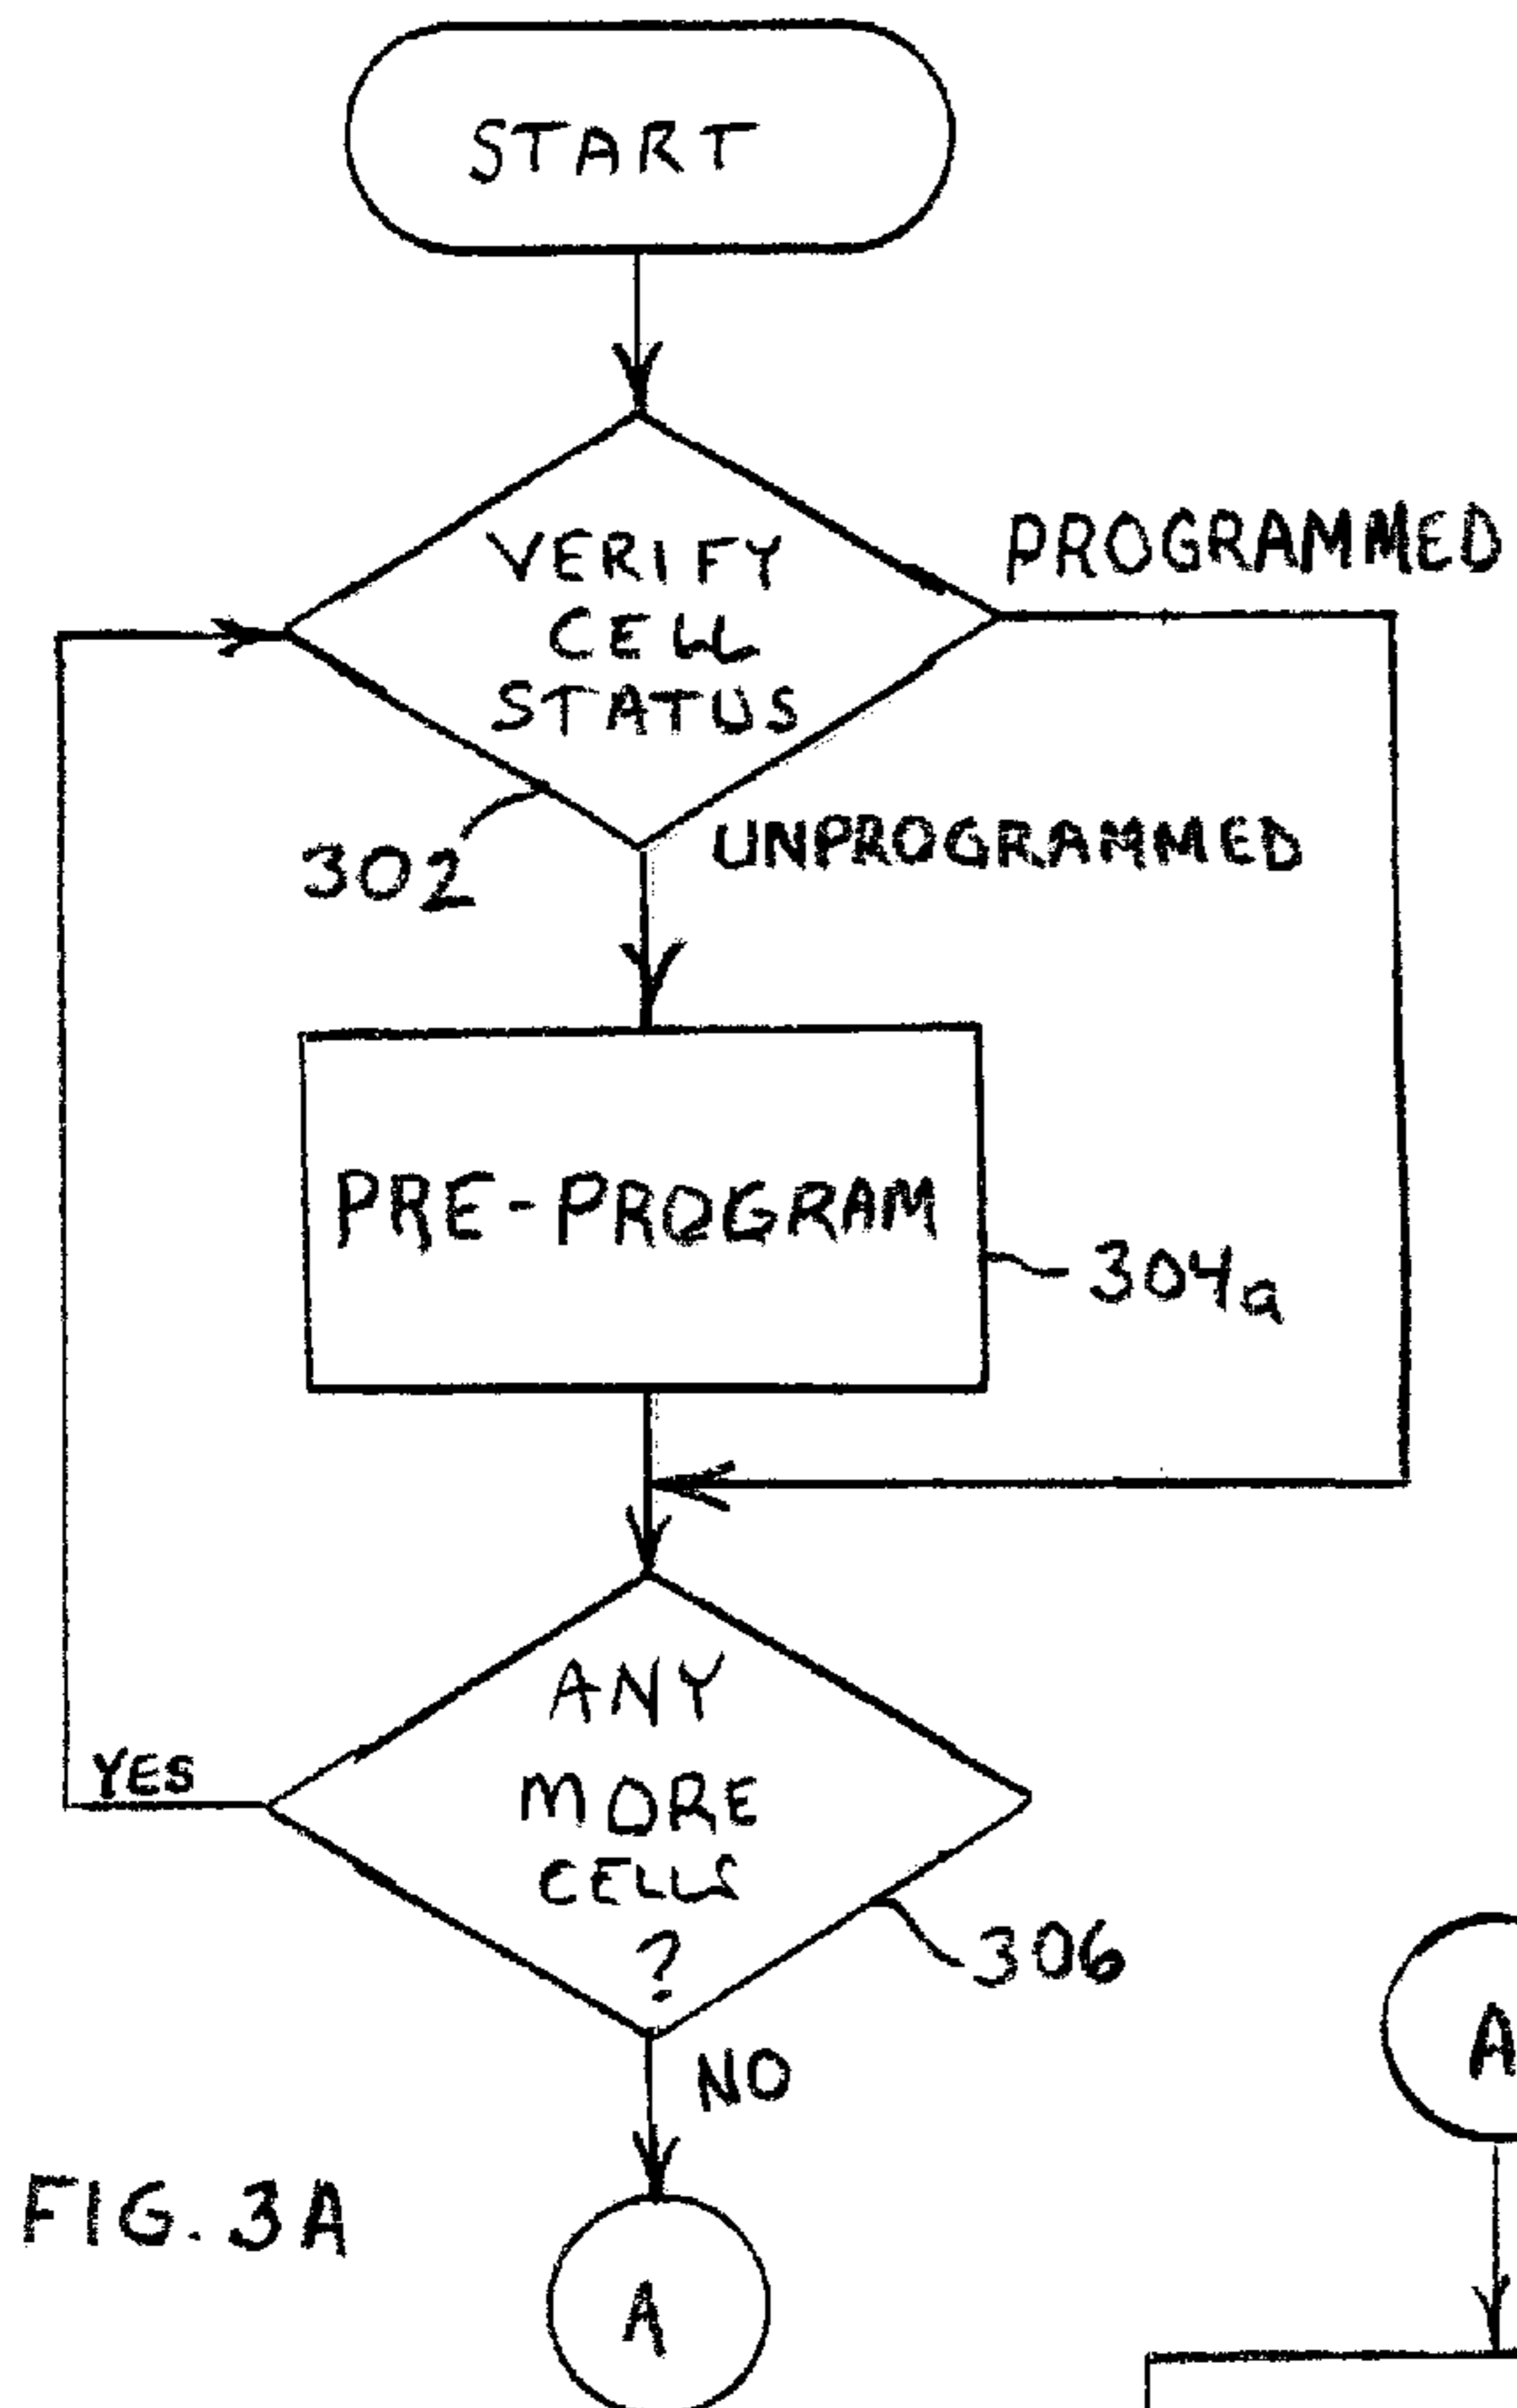 START
VERIFY
CELL
STATUS
PROGRAMMED
302
UNPROGRAMMED
PRE-PROGRAM
304a
ANY
MORE
CELLS
?
YES
306
NO
A
FIG. 3A
A